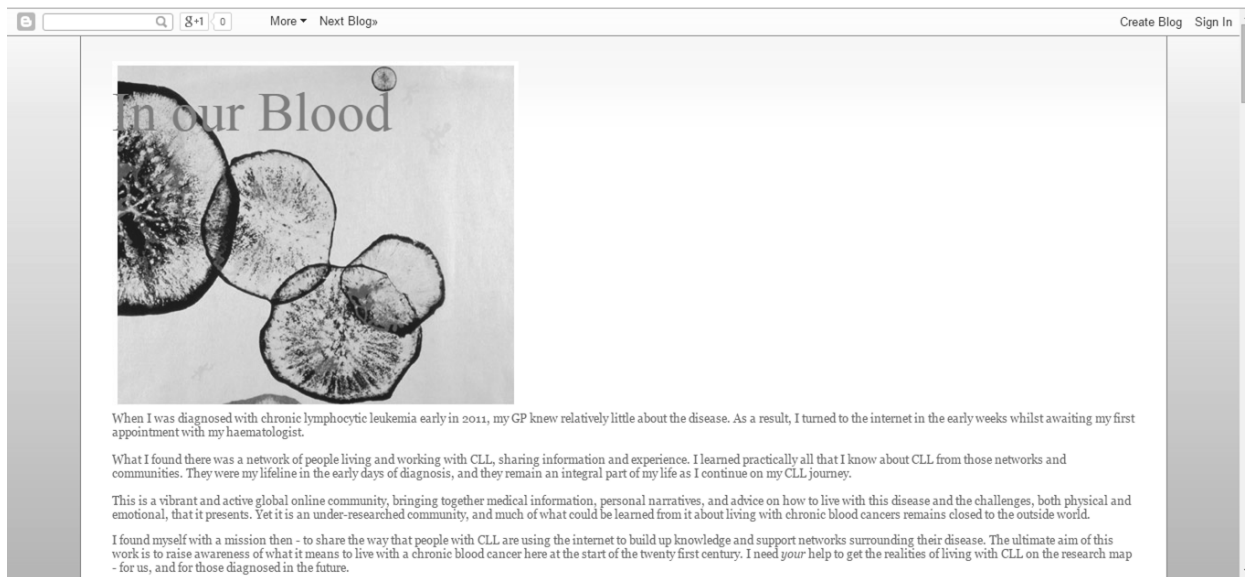 g+1 0 More Next Blog» Create Blog Sign In
In our Blood
When I was diagnosed with chronic lymphocytic leukemia early in 2011, my GP knew relatively little about the disease. As a result, I turned to the internet in the early weeks whilst awaiting my first
appointment with my haematologist.
What I found there was a network of people living and working with CLL, sharing information and experience. I learned practically all that I know about CLL from those networks and
communities. They were my lifeline in the early days of diagnosis, and they remain an integral part of my life as I continue on my CLL journey.
This is a vibrant and active global online community, bringing together medical information, personal narratives, and advice on how to live with this disease and the challenges, both physical and
emotional, that it presents. Yet it is an under-researched community, and much of what could be learned from it about living with chronic blood cancers remains closed to the outside world.
I found myself with a mission then - to share the way that people with CLL are using the internet to build up knowledge and support networks surrounding their disease. The ultimate aim of this
work is to raise awareness of what it means to live with a chronic blood cancer here at the start of the twenty first century. I need your help to get the realities of living with CLL on the research map
- for us, and for those diagnosed in the future.